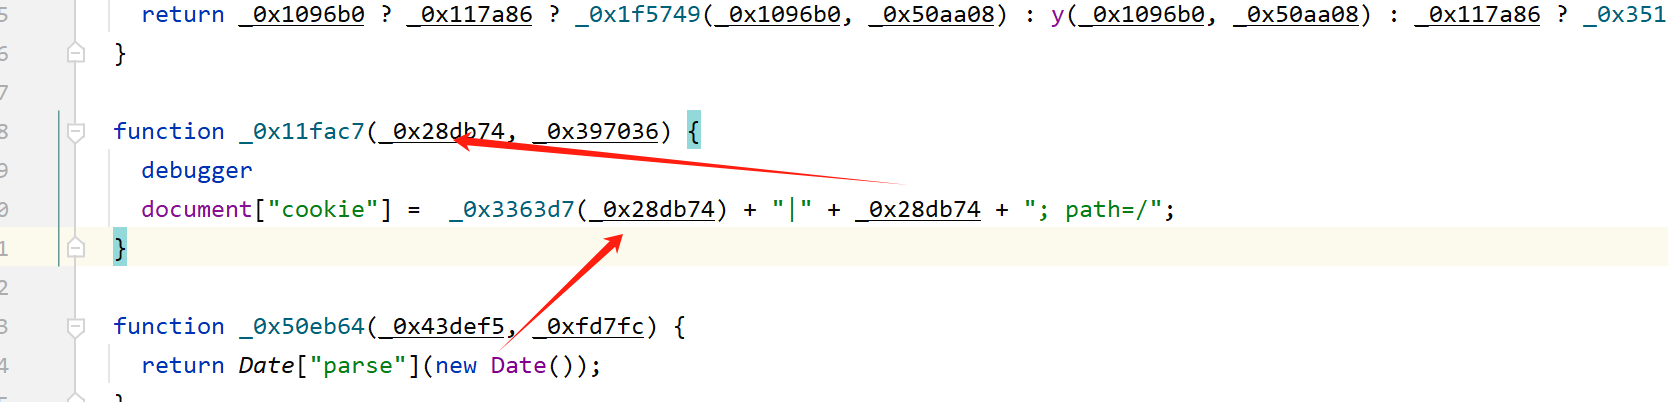 5 return _0x1096b0 ? _0x117a86 ? _0x1f5749(_0x1096b0, _0x50aa08) : y(_0x1096b0, _0x50aa08) : _0x117a86 ? _0x351
6 }
7
8 function _0x11fac7(_0x28db74, _0x397036) {
9 debugger
0 document["cookie"] = _0x3363d7(_0x28db74) + "|" + _0x28db74 + "; path=/";
1 }
2
3 function _0x50eb64(_0x43def5, _0xfd7fc) {
4 return Date["parse"](new Date());
}